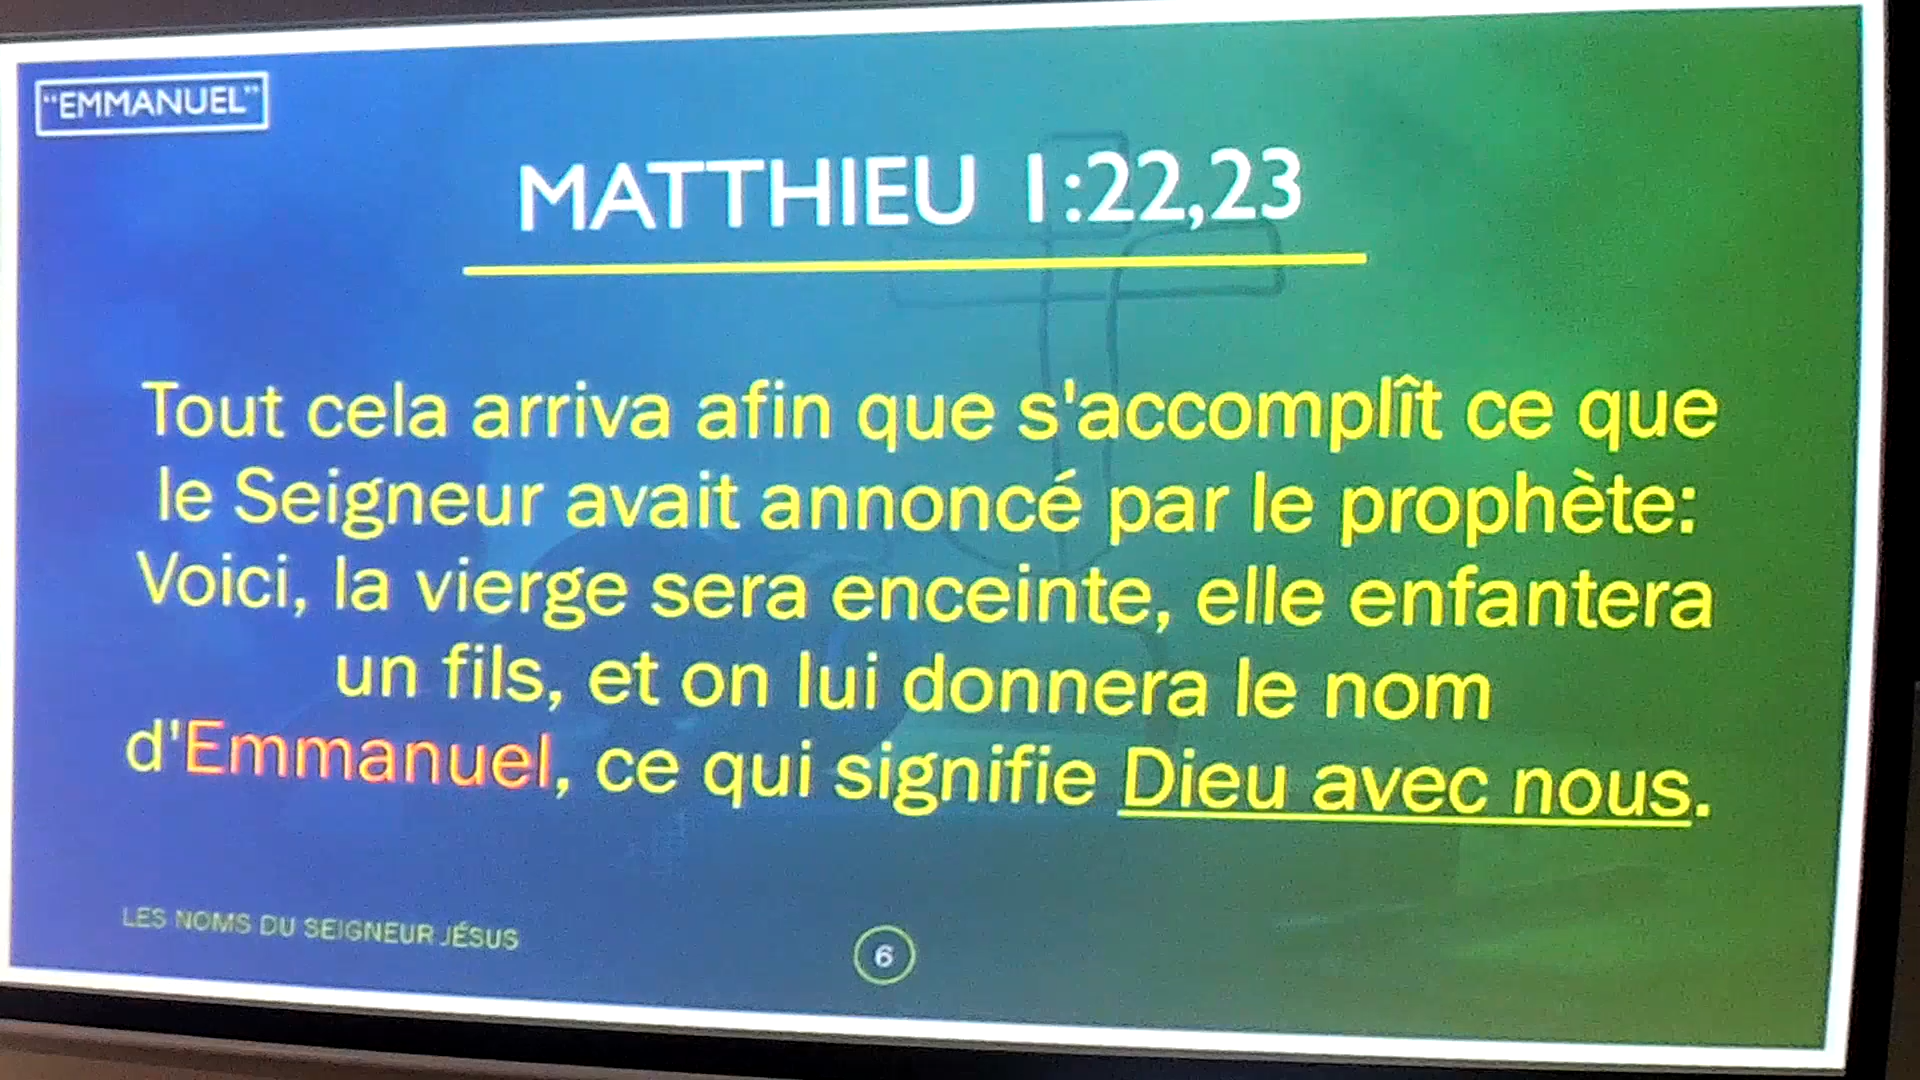 "EMMANUEL"
MATTHIEU 1:22,23
Tout cela arriva afin que s'accomplît ce que
le Seigneur avait annoncé par le prophète:
Voici, la vierge sera enceinte, elle enfantera
un fils, et on lui donnera le nom
d'Emmanuel, ce qui signifie Dieu avec nous.
LES NOMS DU SEIGNEUR JÉSUS
6